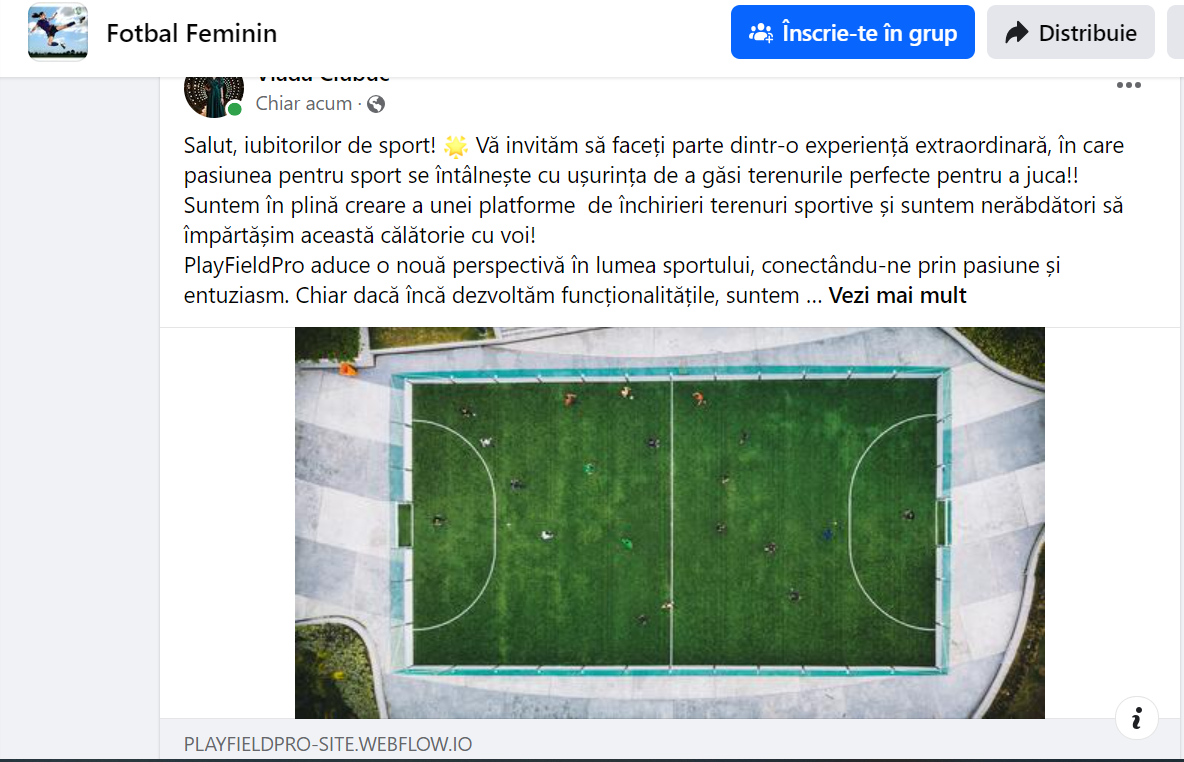 Fotbal Feminin
Înscrie-te în grup
Distribuie
Chiar acum ·
Salut, iubitorilor de sport! 🌟 Vă invităm să faceți parte dintr-o experiență extraordinară, în care
pasiunea pentru sport se întâlnește cu ușurința de a găsi terenurile perfecte pentru a juca!!
Suntem în plină creare a unei platforme  de închirieri terenuri sportive și suntem nerăbdători să
împărtășim această călătorie cu voi!
PlayFieldPro aduce o nouă perspectivă în lumea sportului, conectându-ne prin pasiune și
entuziasm. Chiar dacă încă dezvoltăm funcționalitățile, suntem ... Vezi mai mult
PLAYFIELDPRO-SITE.WEBFLOW.IO